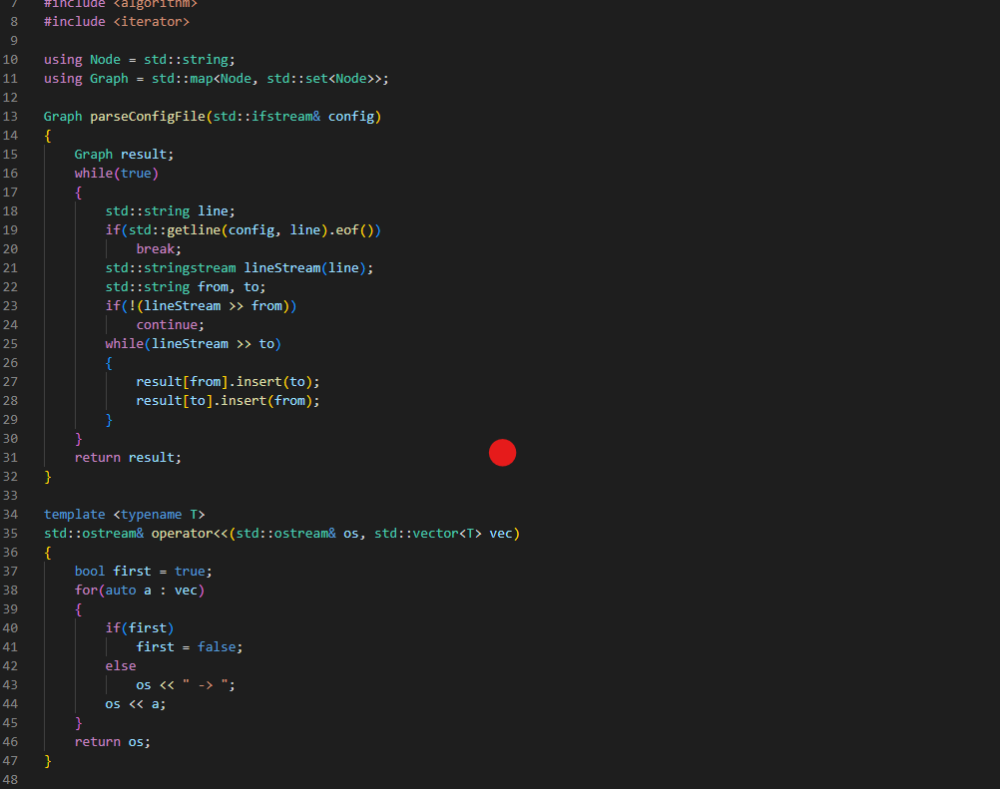 7 #include <algorithm>
8 #include <iterator>
9
10 using Node = std::string;
11 using Graph = std::map<Node, std::set<Node>>;
12
13 Graph parseConfigFile(std::ifstream& config)
14 {
15     Graph result;
16     while(true)
17     {
18         std::string line;
19         if(std::getline(config, line).eof())
20             break;
21         std::stringstream lineStream(line);
22         std::string from, to;
23         if(!(lineStream >> from))
24             continue;
25         while(lineStream >> to)
26         {
27             result[from].insert(to);
28             result[to].insert(from);
29         }
30     }
31     return result;
32 }
33
34 template <typename T>
35 std::ostream& operator<<(std::ostream& os, std::vector<T> vec)
36 {
37     bool first = true;
38     for(auto a : vec)
39     {
40         if(first)
41             first = false;
42         else
43             os << " -> ";
44         os << a;
45     }
46     return os;
47 }
48